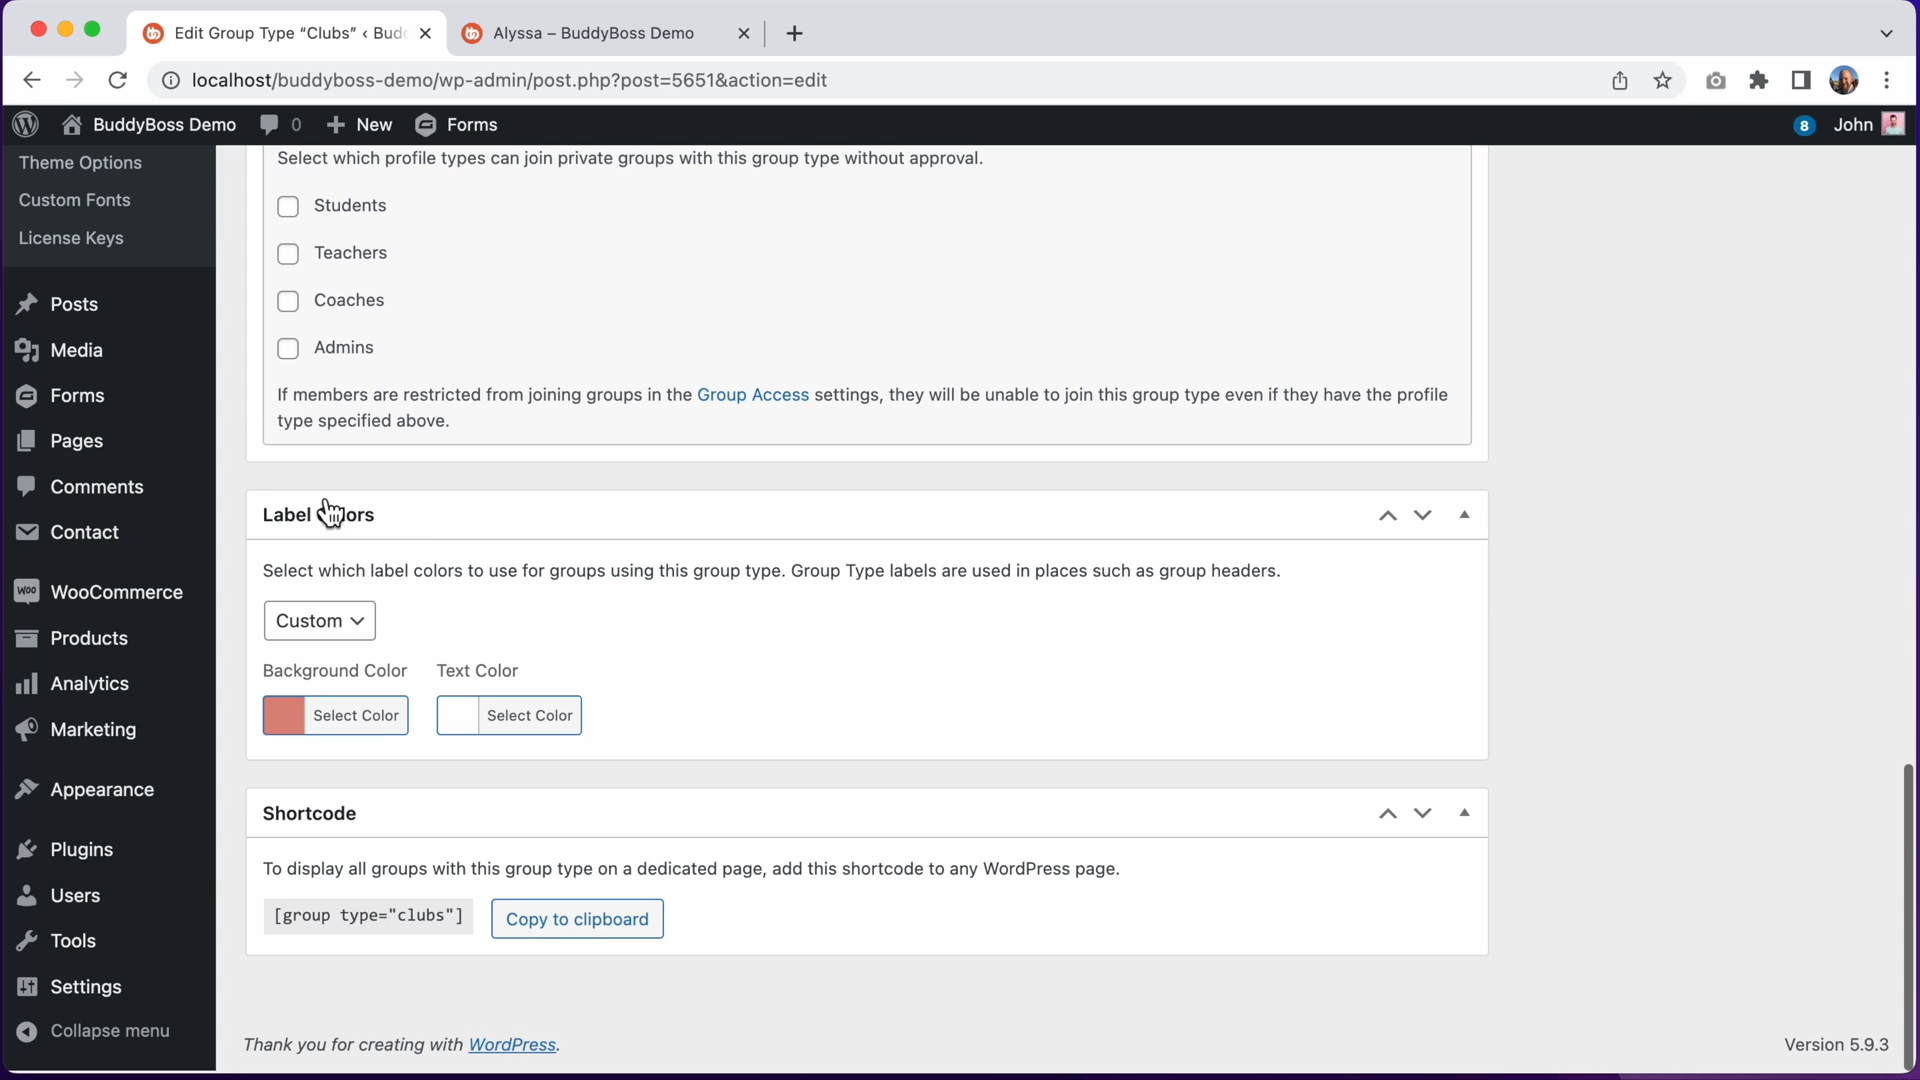 Edit Group Type “Clubs” ‹ Budd
Alyssa – BuddyBoss Demo
localhost/buddyboss-demo/wp-admin/post.php?post=5651&action=edit
BuddyBoss Demo
0
New
Forms
8
John
Theme Options
Custom Fonts
License Keys
Posts
Media
Forms
Pages
Comments
Contact
WOO
WooCommerce
Products
Analytics
Marketing
Appearance
Plugins
Users
Tools
Settings
Collapse menu
Select which profile types can join private groups with this group type without approval.
Students
Teachers
Coaches
Admins
If members are restricted from joining groups in the Group Access settings, they will be unable to join this group type even if they have the profile
type specified above.
Label Colors
Select which label colors to use for groups using this group type. Group Type labels are used in places such as group headers.
Custom
Background Color
Text Color
Select Color
Select Color
Shortcode
To display all groups with this group type on a dedicated page, add this shortcode to any WordPress page.
[group type="clubs"]
Copy to clipboard
Thank you for creating with WordPress.
Version 5.9.3